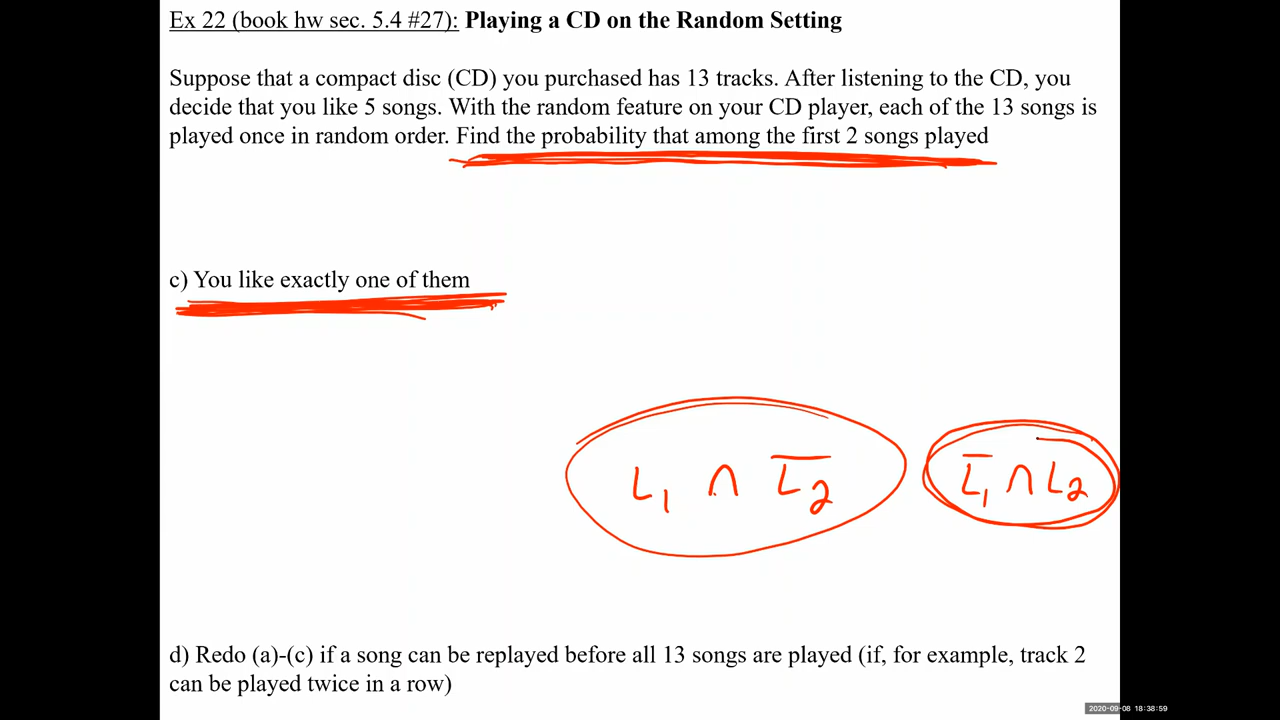 Ex 22 (book hw sec. 5.4 #27): Playing a CD on the Random Setting
Suppose that a compact disc (CD) you purchased has 13 tracks. After listening to the CD, you
decide that you like 5 songs. With the random feature on your CD player, each of the 13 songs is
played once in random order. Find the probability that among the first 2 songs played
c) You like exactly one of them
L₁ ∩ L̅₂ L̅₁ ∩ L₂
d) Redo (a)-(c) if a song can be replayed before all 13 songs are played (if, for example, track 2
can be played twice in a row)
2020-09-08 18:38:59